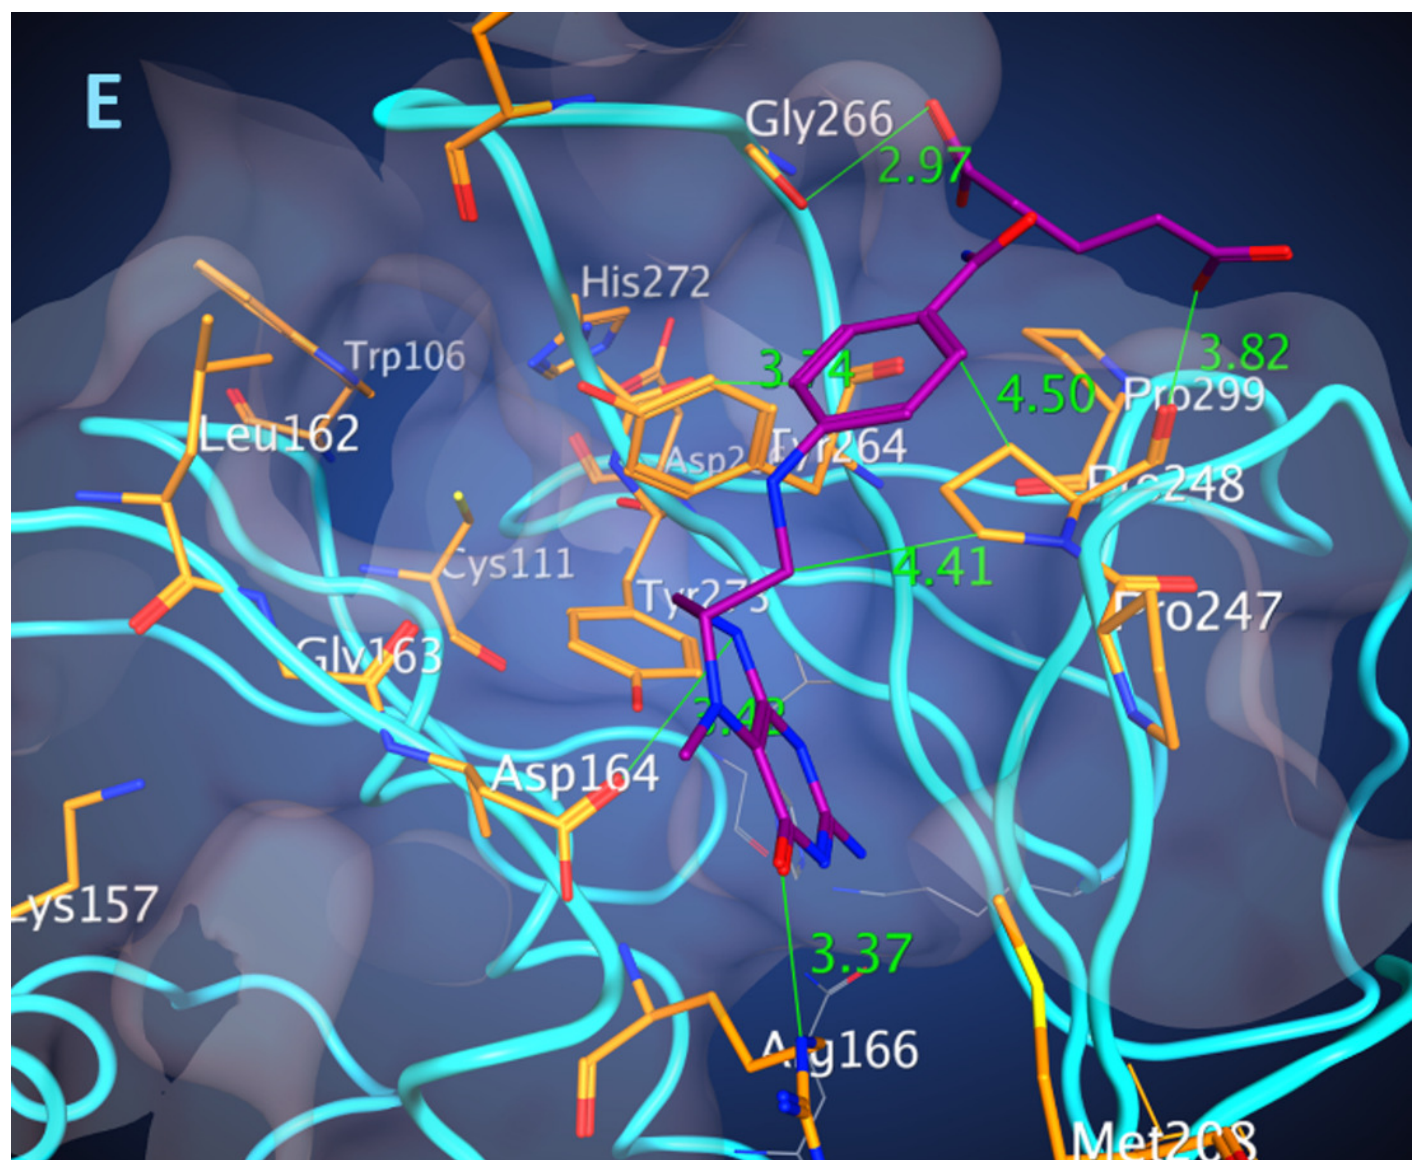 E
Gly266
2.97
His272
Trp106
3.82
4.50
Pro299
Leu162
Tyr264
Cys111
4.41
Pro247
Gly163
Asp164
3.37
Arg166
Met208